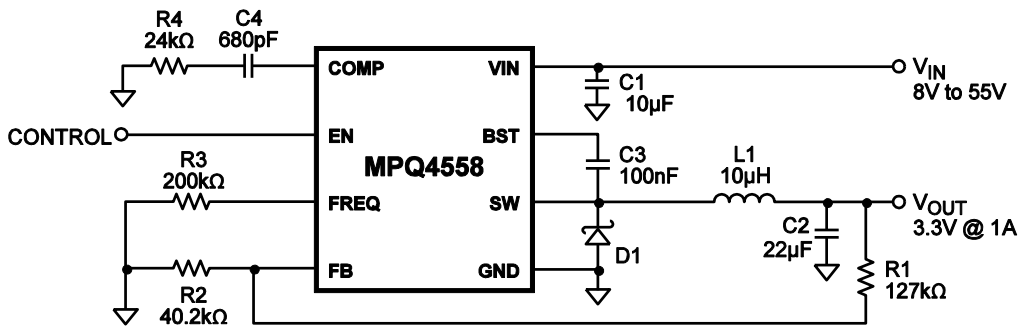 R4
24kΩ
C4
680pF
COMP
VIN
C1
10µF
VIN
8V to 55V
CONTROL
EN
BST
MPQ4558
R3
200kΩ
C3
100nF
L1
10µH
FREQ
SW
VOUT
3.3V @ 1A
C2
22µF
D1
FB
GND
R1
127kΩ
R2
40.2kΩ